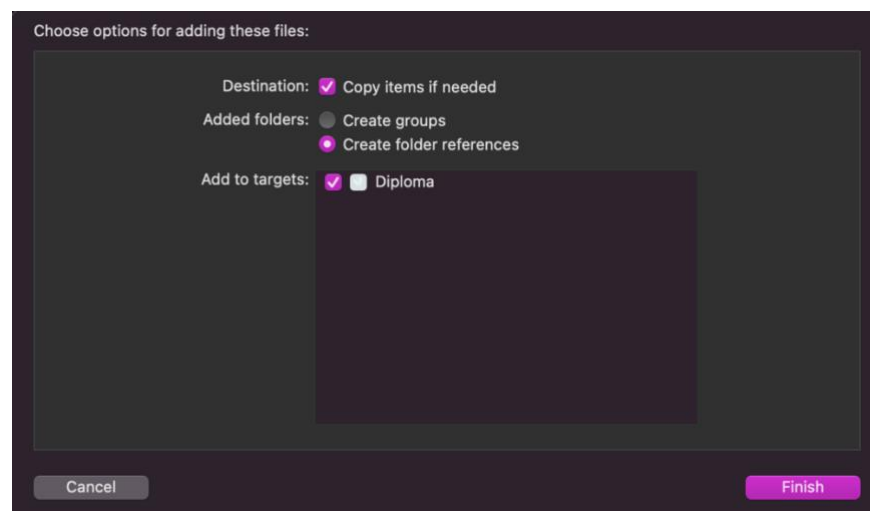 Choose options for adding these files:
Destination: Copy items if needed
Added folders: Create groups
Create folder references
Add to targets: Diploma
Cancel Finish